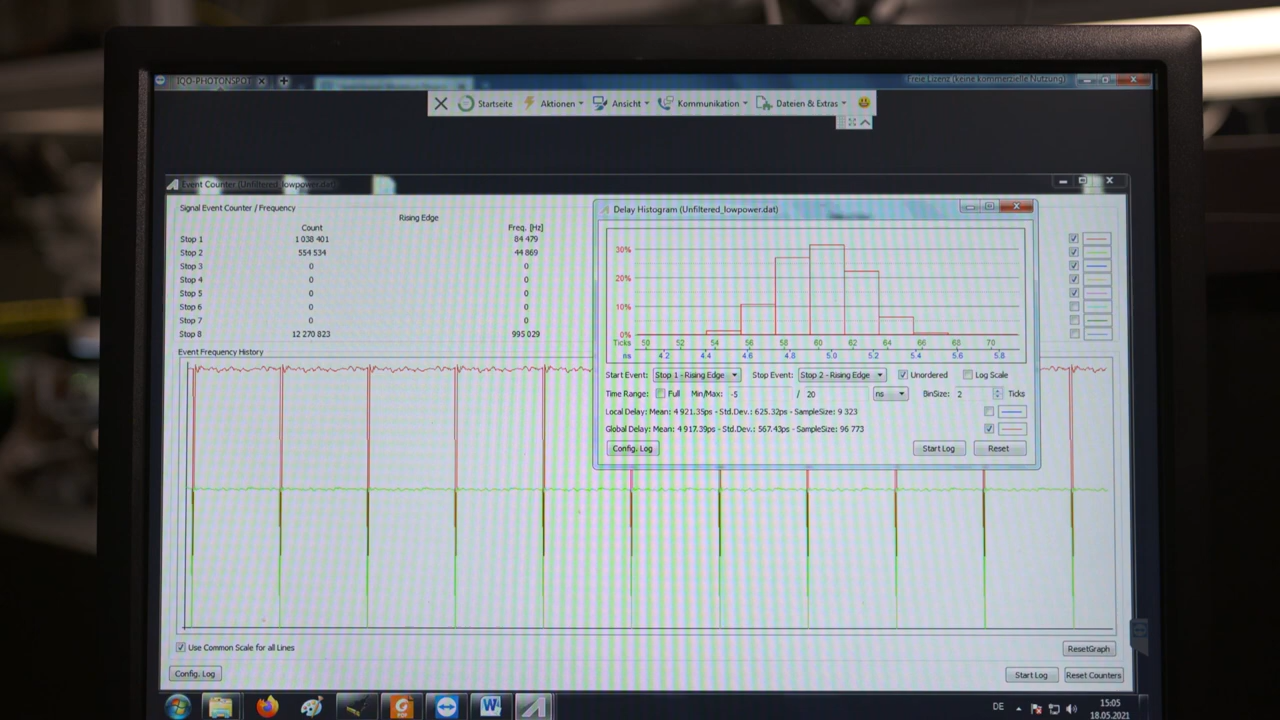 IQO-PHOTONSPOT
Freie Lizenz (keine kommerzielle Nutzung)
Startseite Aktionen Ansicht Kommunikation Dateien & Extras
Event Counter (Unfiltered_lowpower.dat)
Signal Event Counter / Frequency
Rising Edge
Count Freq. [Hz]
Stop 1 1 038 401 84 479
Stop 2 554 534 44 869
Stop 3 0 0
Stop 4 0 0
Stop 5 0 0
Stop 6 0 0
Stop 7 0 0
Stop 8 12 270 823 995 029
Event Frequency History
Delay Histogram (Unfiltered_lowpower.dat)
30%
20%
10%
0%
Ticks 50 52 54 56 58 60 62 64 66 68 70
ns 4.2 4.4 4.6 4.8 5.0 5.2 5.4 5.6 5.8
Start Event: Stop 1 - Rising Edge Stop Event: Stop 2 - Rising Edge Unordered Log Scale
Time Range: Full Min/Max: -5 / 20 ns BinSize: 2 Ticks
Local Delay: Mean: 4 921.35ps - Std.Dev.: 625.32ps - SampleSize: 9 323
Global Delay: Mean: 4 917.39ps - Std.Dev.: 567.43ps - SampleSize: 96 773
Config. Log Start Log Reset
Use Common Scale for all Lines
ResetGraph
Config. Log Start Log Reset Counters
DE
15:05
18.05.2021